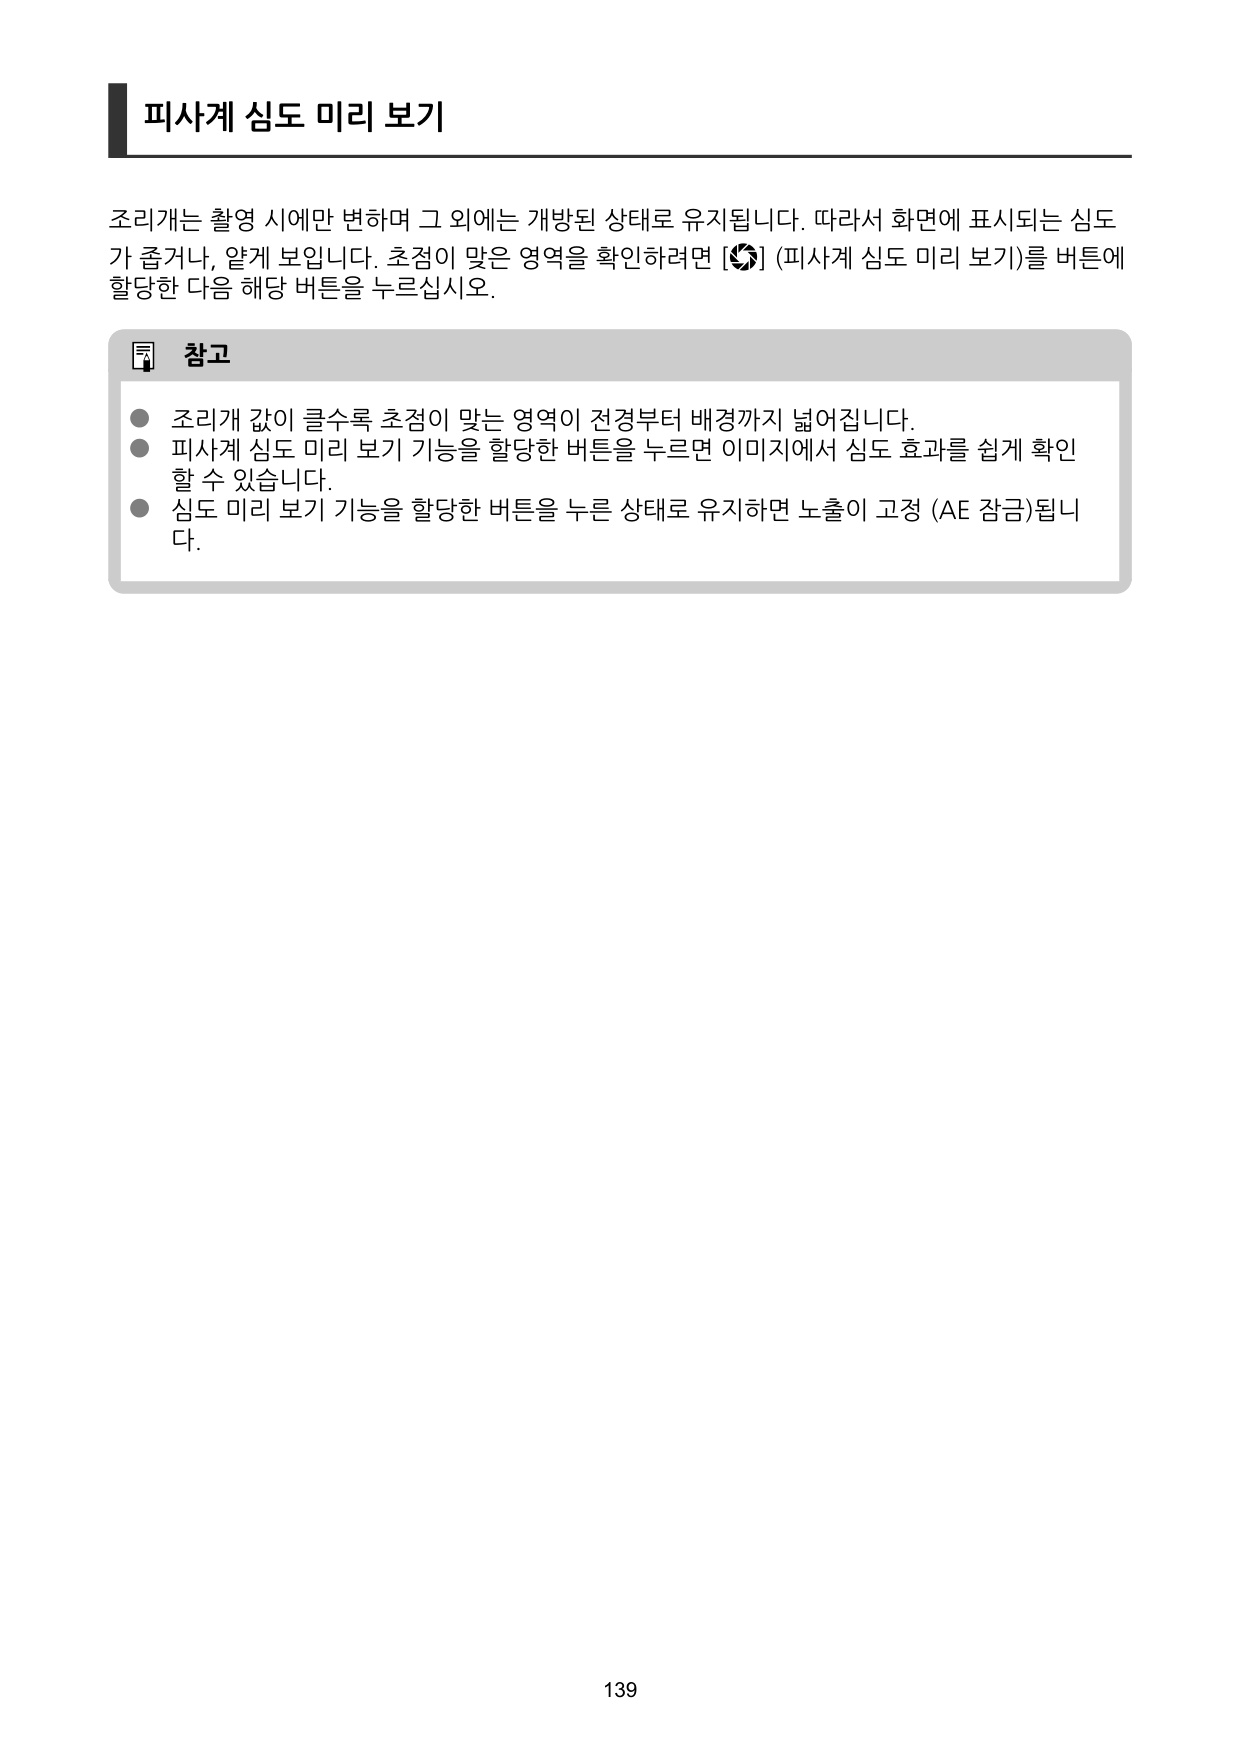 피사계 심도 미리 보기
조리개는 촬영 시에만 변하며 그 외에는 개방된 상태로 유지됩니다. 따라서 화면에 표시되는 심도
가 좁거나, 얕게 보입니다. 초점이 맞은 영역을 확인하려면 [] (피사계 심도 미리 보기)를 버튼에
할당한 다음 해당 버튼을 누르십시오.
참고
● 조리개 값이 클수록 초점이 맞는 영역이 전경부터 배경까지 넓어집니다.
● 피사계 심도 미리 보기 기능을 할당한 버튼을 누르면 이미지에서 심도 효과를 쉽게 확인
할 수 있습니다.
● 심도 미리 보기 기능을 할당한 버튼을 누른 상태로 유지하면 노출이 고정 (AE 잠금)됩니
다.
139